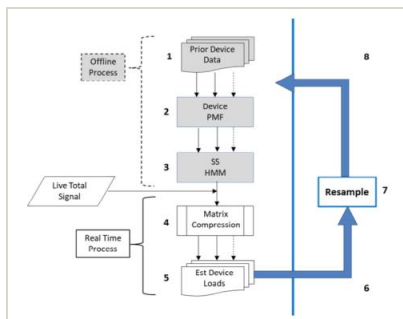 Offline
Process
1
Prior Device
Data
8
2
Device
PMF
3
SS
HMM
Live Total
Signal
Resample
7
4
Matrix
Compression
Real Time
Process
5
Est Device
Loads
6